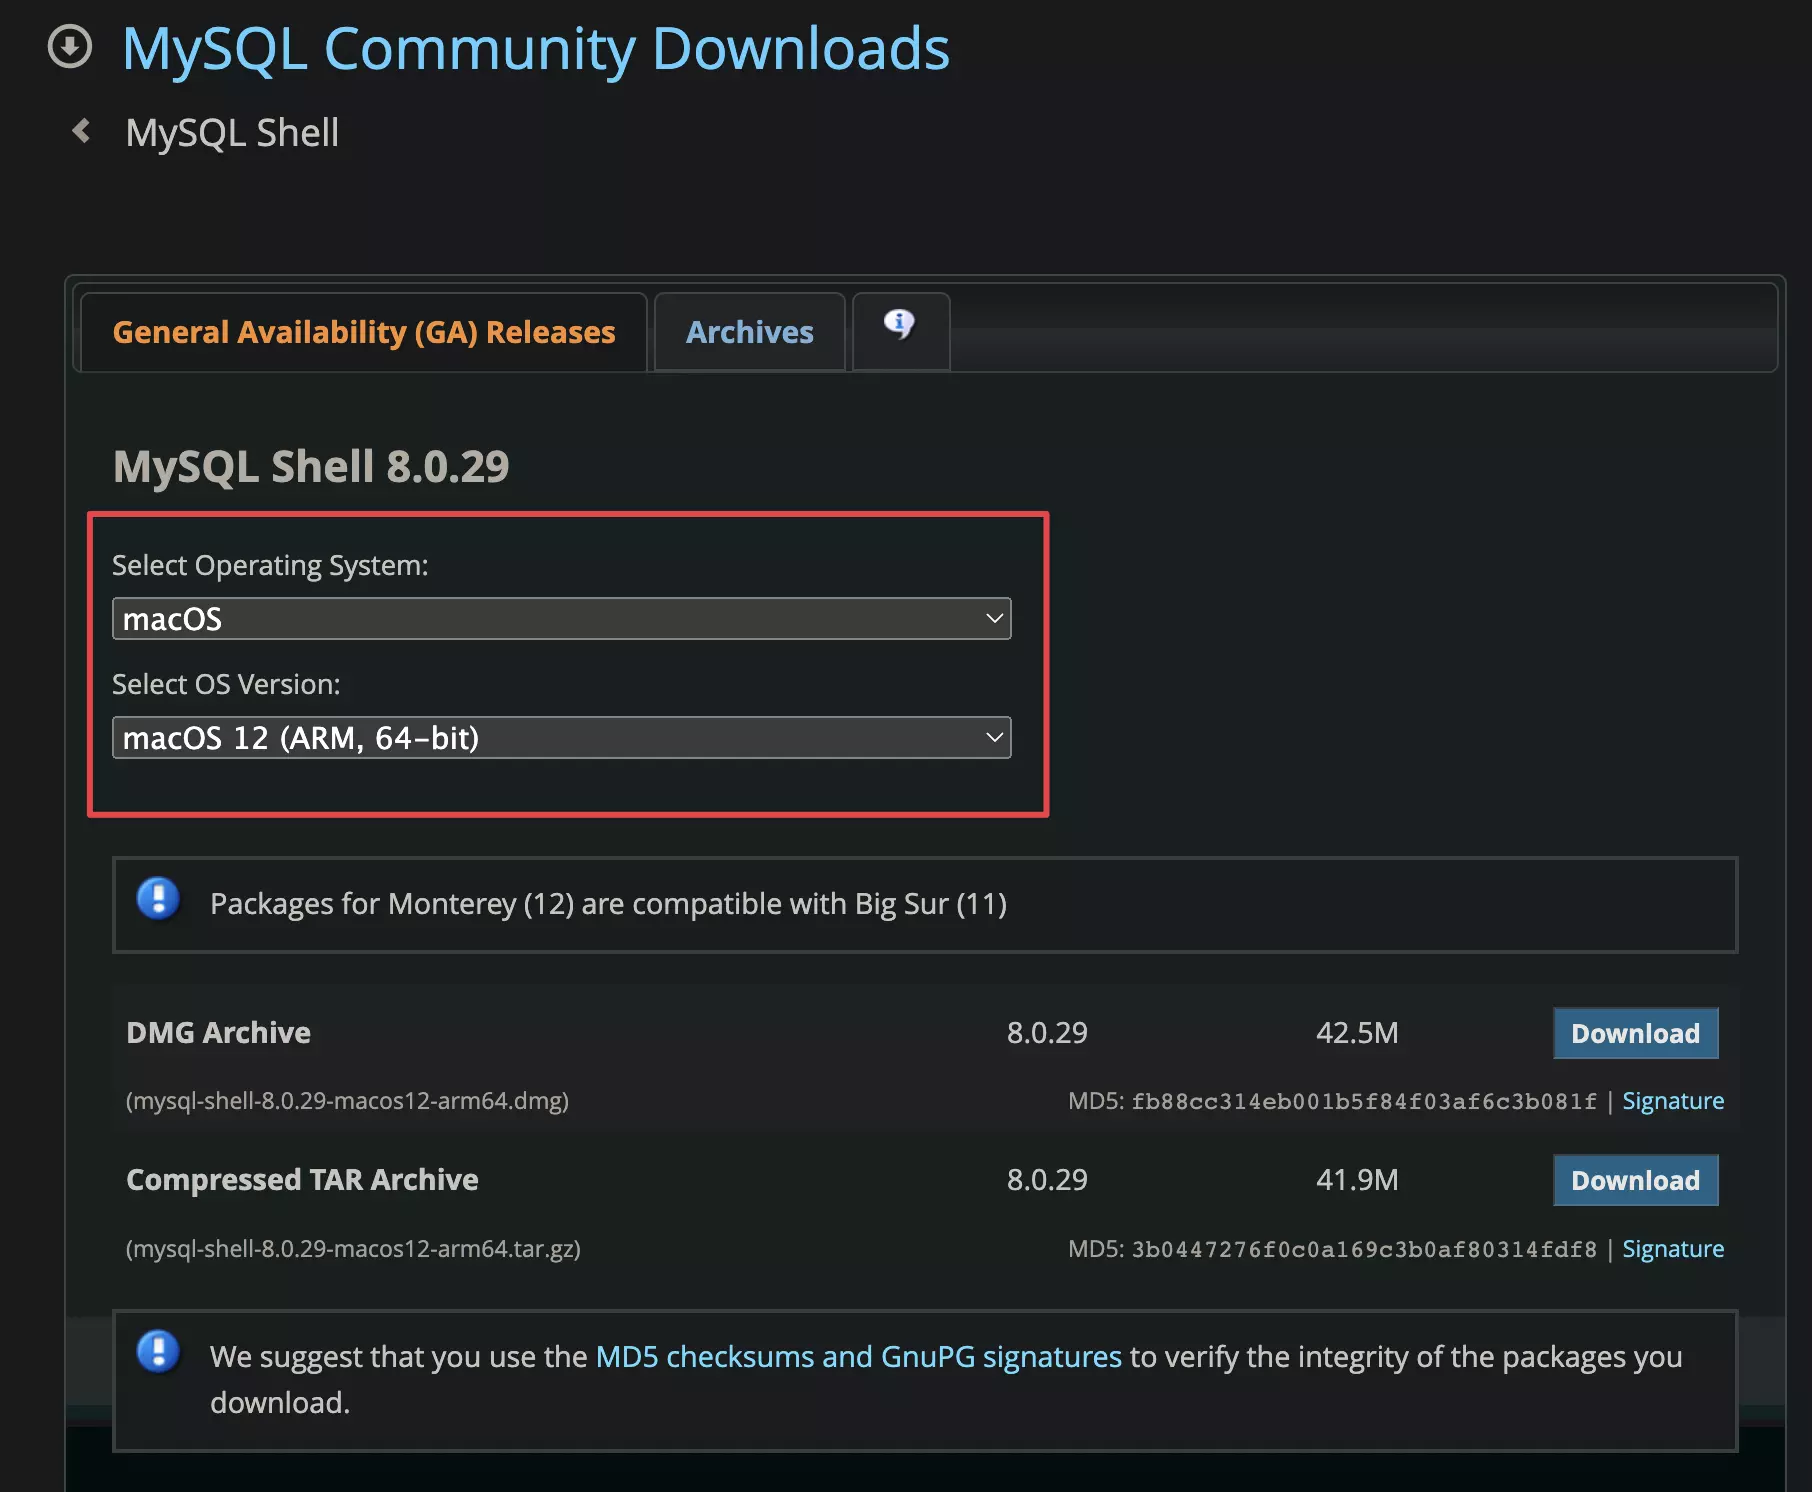 MySQL Community Downloads
MySQL Shell
General Availability (GA) Releases
Archives
MySQL Shell 8.0.29
Select Operating System:
macOS
Select OS Version:
macOS 12 (ARM, 64-bit)
Packages for Monterey (12) are compatible with Big Sur (11)
DMG Archive 8.0.29 42.5M Download
(mysql-shell-8.0.29-macos12-arm64.dmg) MD5: fb88cc314eb001b5f84f03af6c3b081f | Signature
Compressed TAR Archive 8.0.29 41.9M Download
(mysql-shell-8.0.29-macos12-arm64.tar.gz) MD5: 3b0447276f0c0a169c3b0af80314fdf8 | Signature
We suggest that you use the MD5 checksums and GnuPG signatures to verify the integrity of the packages you
download.